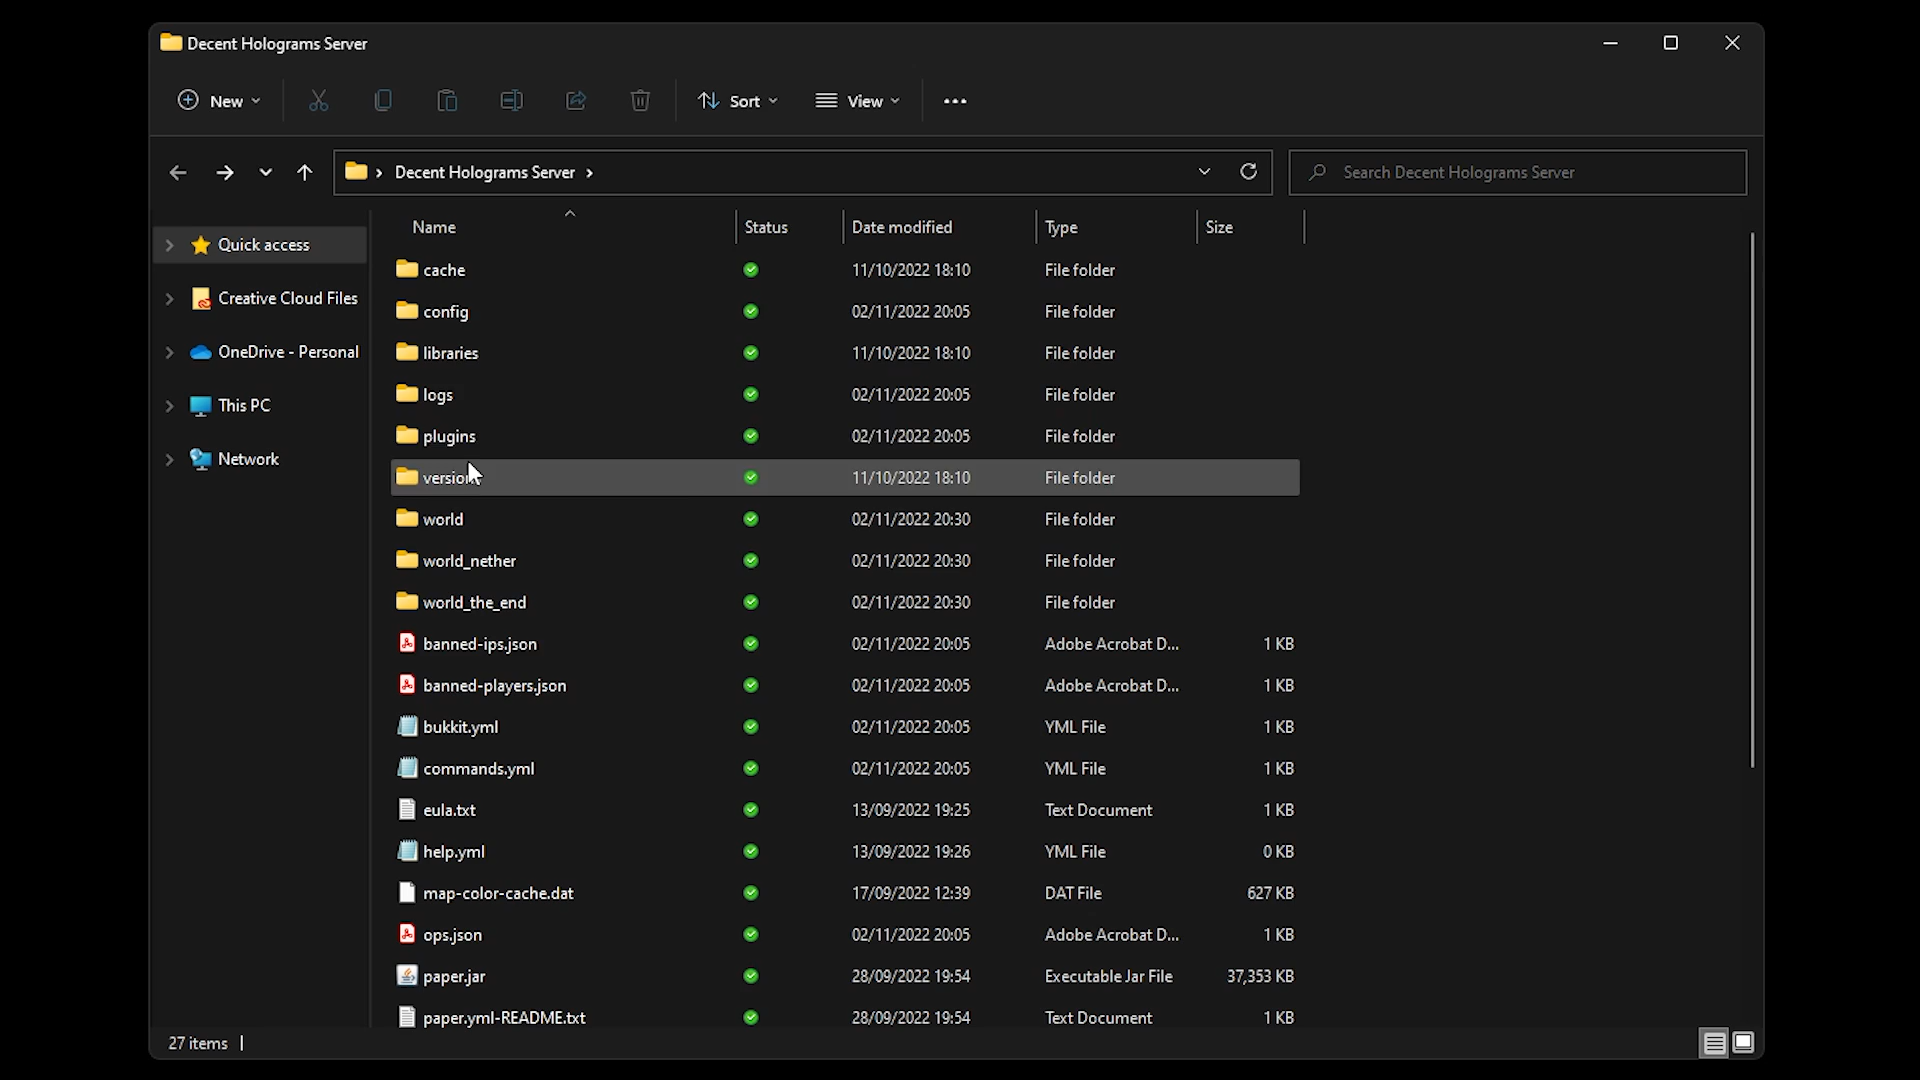 Decent Holograms Server
New
Sort
View
Decent Holograms Server
Search Decent Holograms Server
Name Status Date modified Type Size
Quick access
Creative Cloud Files
OneDrive - Personal
This PC
Network
cache 11/10/2022 18:10 File folder
config 02/11/2022 20:05 File folder
libraries 11/10/2022 18:10 File folder
logs 02/11/2022 20:05 File folder
plugins 02/11/2022 20:05 File folder
11/10/2022 18:10 File folder
world 02/11/2022 20:30 File folder
world_nether 02/11/2022 20:30 File folder
world_the_end 02/11/2022 20:30 File folder
banned-ips.json 02/11/2022 20:05 Adobe Acrobat D... 1 KB
banned-players.json 02/11/2022 20:05 Adobe Acrobat D... 1 KB
bukkit.yml 02/11/2022 20:05 YML File 1 KB
commands.yml 02/11/2022 20:05 YML File 1 KB
eula.txt 13/09/2022 19:25 Text Document 1 KB
help.yml 13/09/2022 19:26 YML File 0 KB
map-color-cache.dat 17/09/2022 12:39 DAT File 627 KB
ops.json 02/11/2022 20:05 Adobe Acrobat D... 1 KB
paper.jar 28/09/2022 19:54 Executable Jar File 37,353 KB
paper.yml-README.txt 28/09/2022 19:54 Text Document 1 KB
27 items